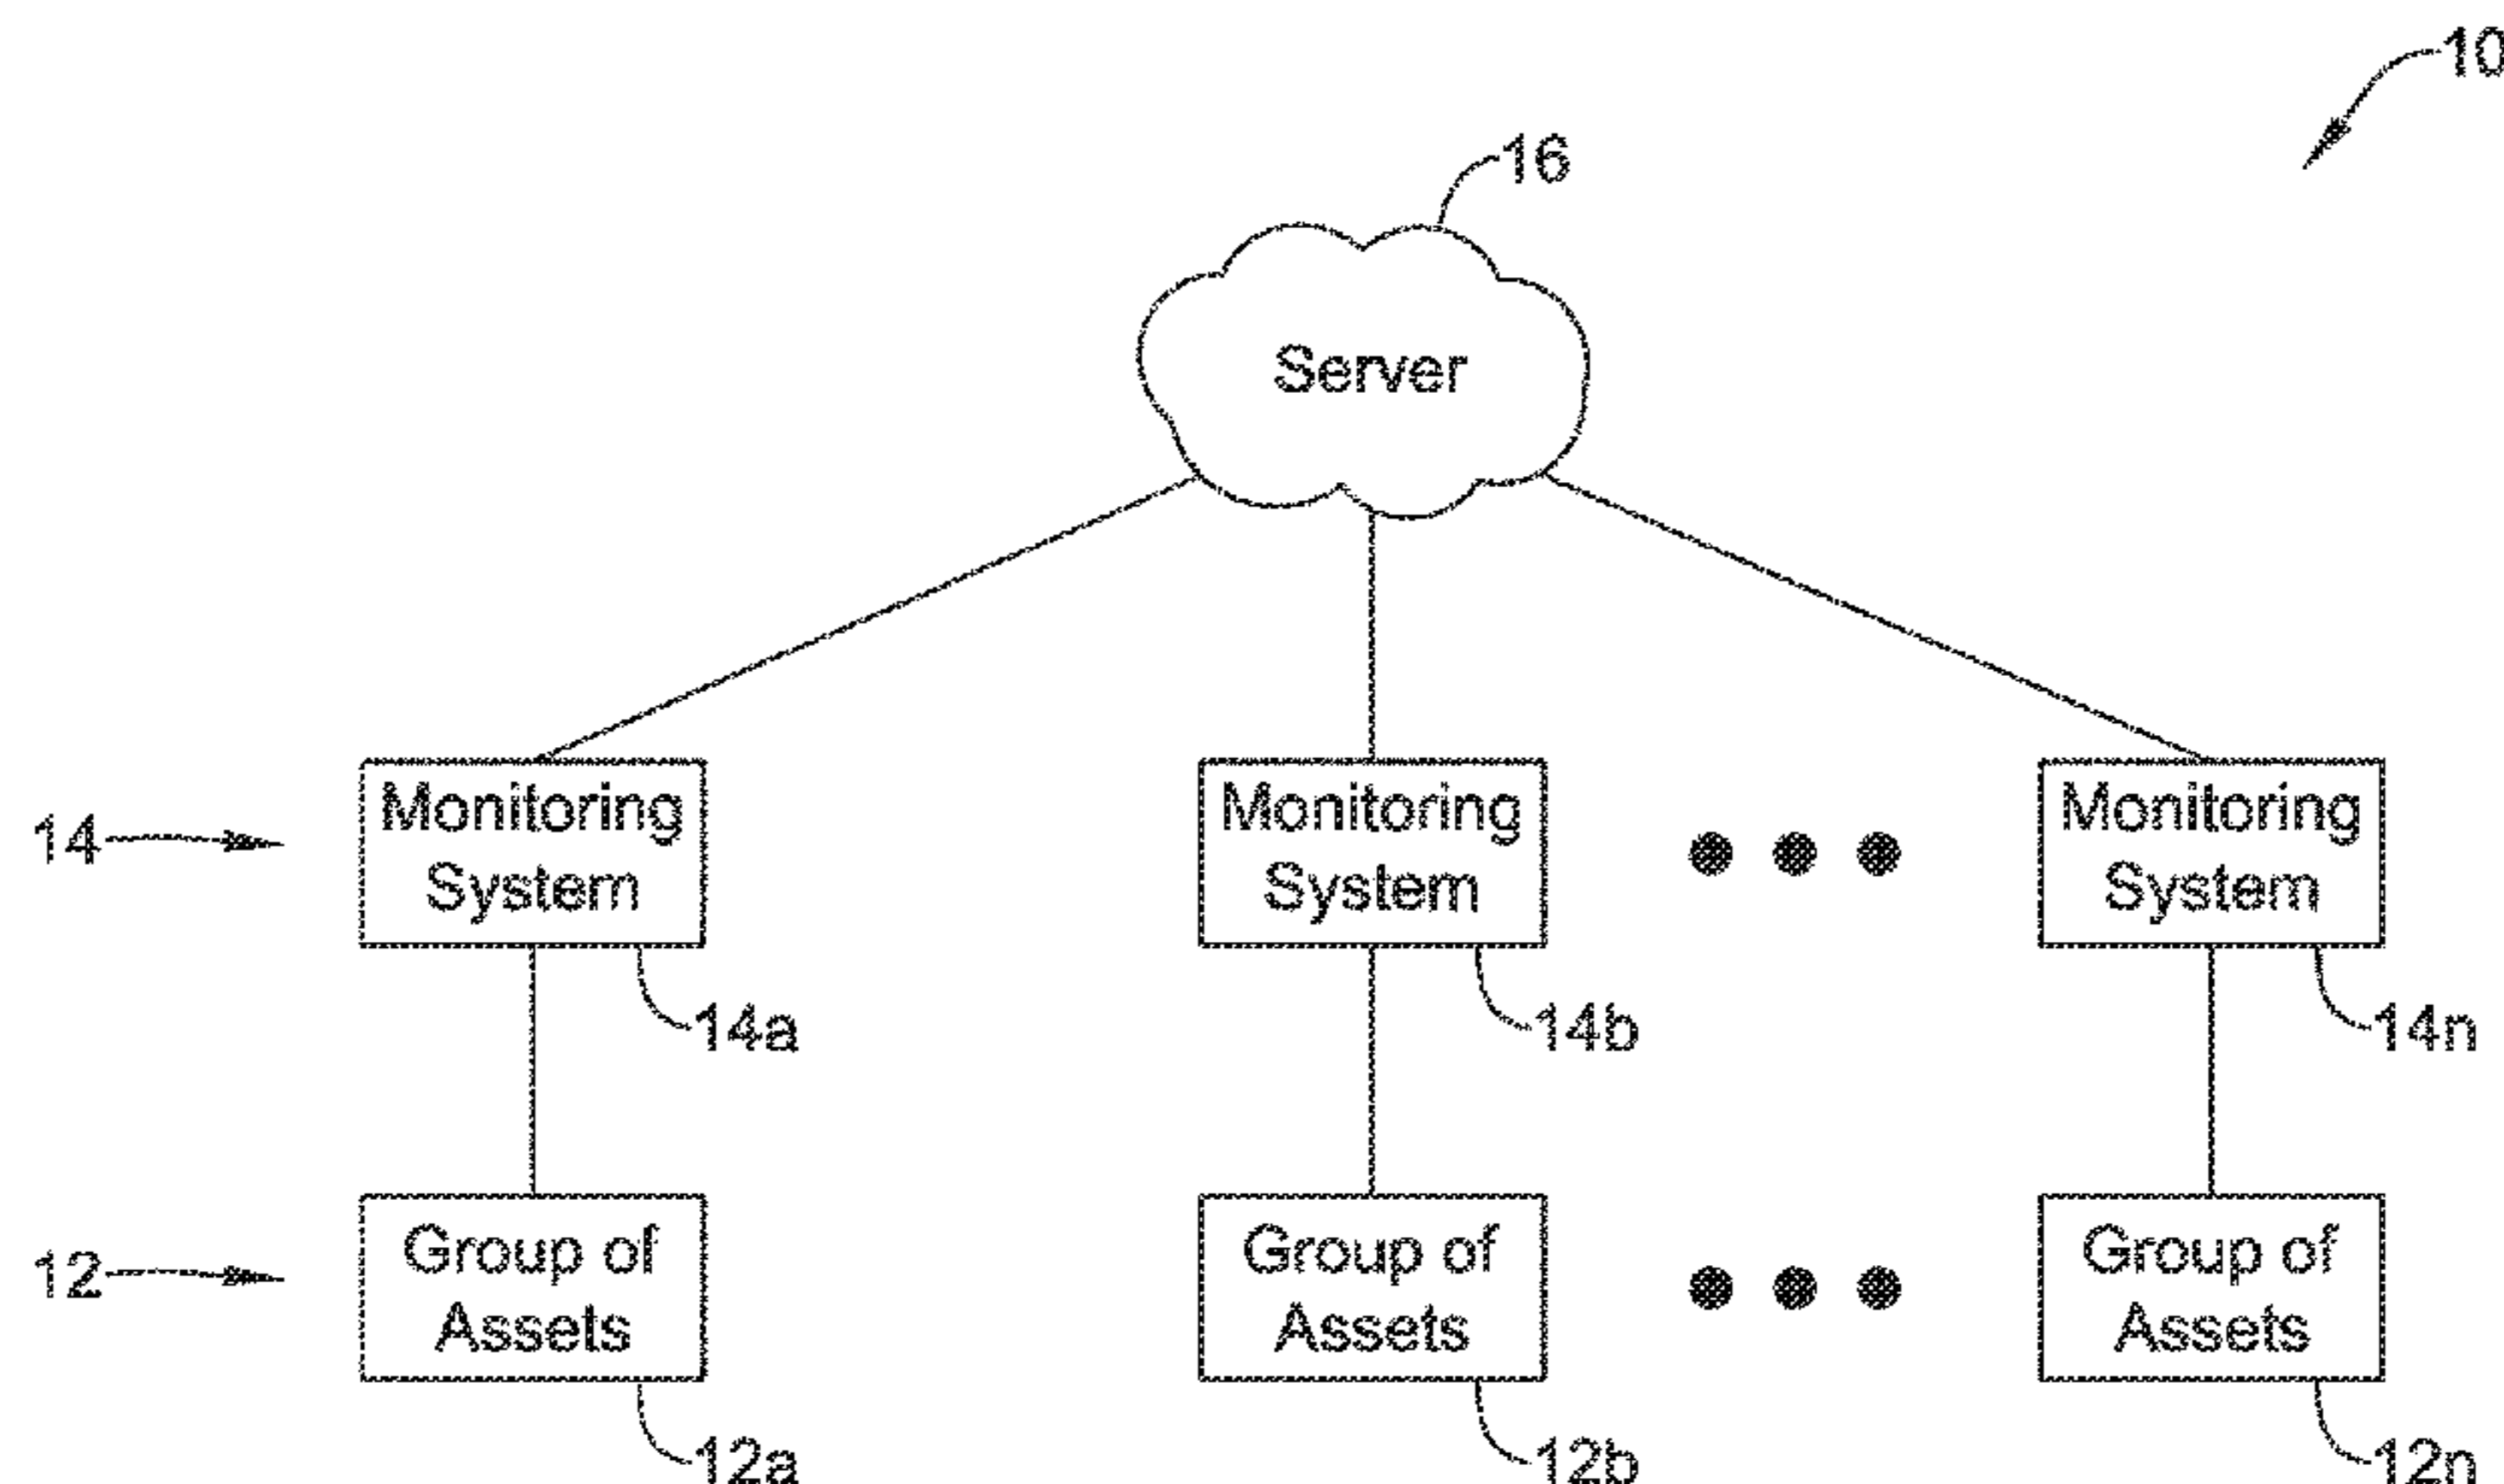 10
16
Server
14
Monitoring
System
Monitoring
System
Monitoring
System
14a
14b
14n
12
Group of
Assets
Group of
Assets
Group of
Assets
12a
12b
12n